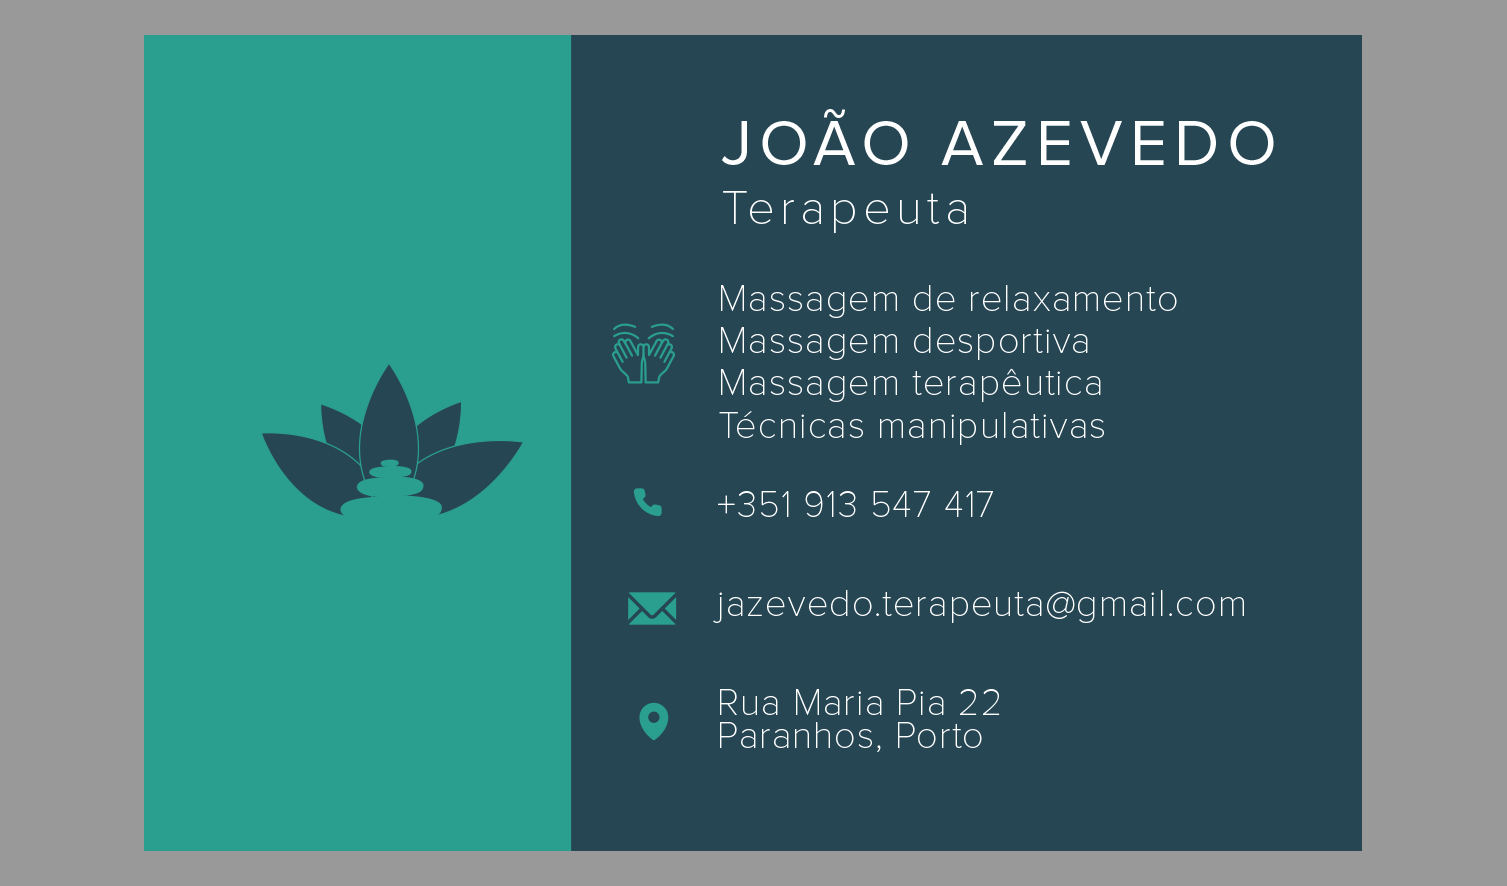 JOÃO AZEVEDO
Terapeuta
Massagem de relaxamento
Massagem desportiva
Massagem terapêutica
Técnicas manipulativas
+351 913 547 417
jazevedo.terapeuta@gmail.com
Rua Maria Pia 22
Paranhos, Porto